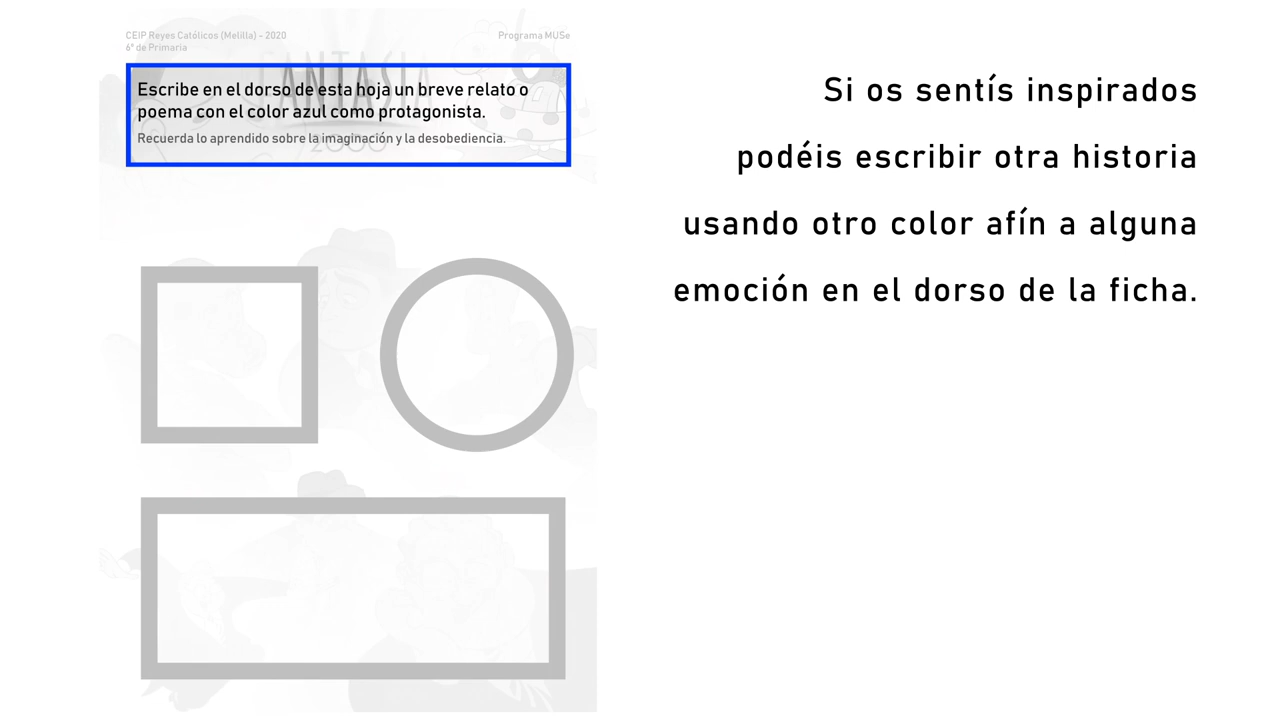 CEIP Reyes Católicos (Melilla) - 2020
6º de Primaria
Programa MUSe
FANTASIA
2000
Escribe en el dorso de esta hoja un breve relato o
poema con el color azul como protagonista.
Recuerda lo aprendido sobre la imaginación y la desobediencia.
Si os sentís inspirados
podéis escribir otra historia
usando otro color afín a alguna
emoción en el dorso de la ficha.